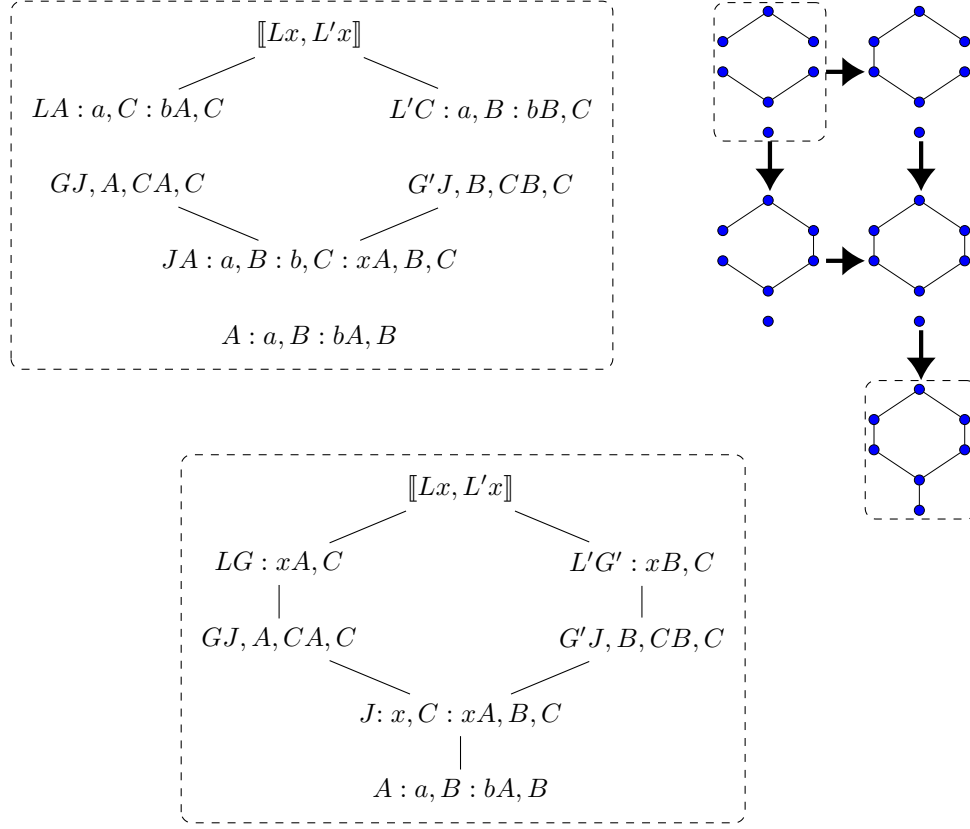 ⟦Lx, L′x⟧
LA : a, C : bA, C
L′C : a, B : bB, C
GJ, A, CA, C
G′J, B, CB, C
JA : a, B : b, C : xA, B, C
A : a, B : bA, B
⟦Lx, L′x⟧
LG : xA, C
L′G′ : xB, C
GJ, A, CA, C
G′J, B, CB, C
J: x, C : xA, B, C
A : a, B : bA, B